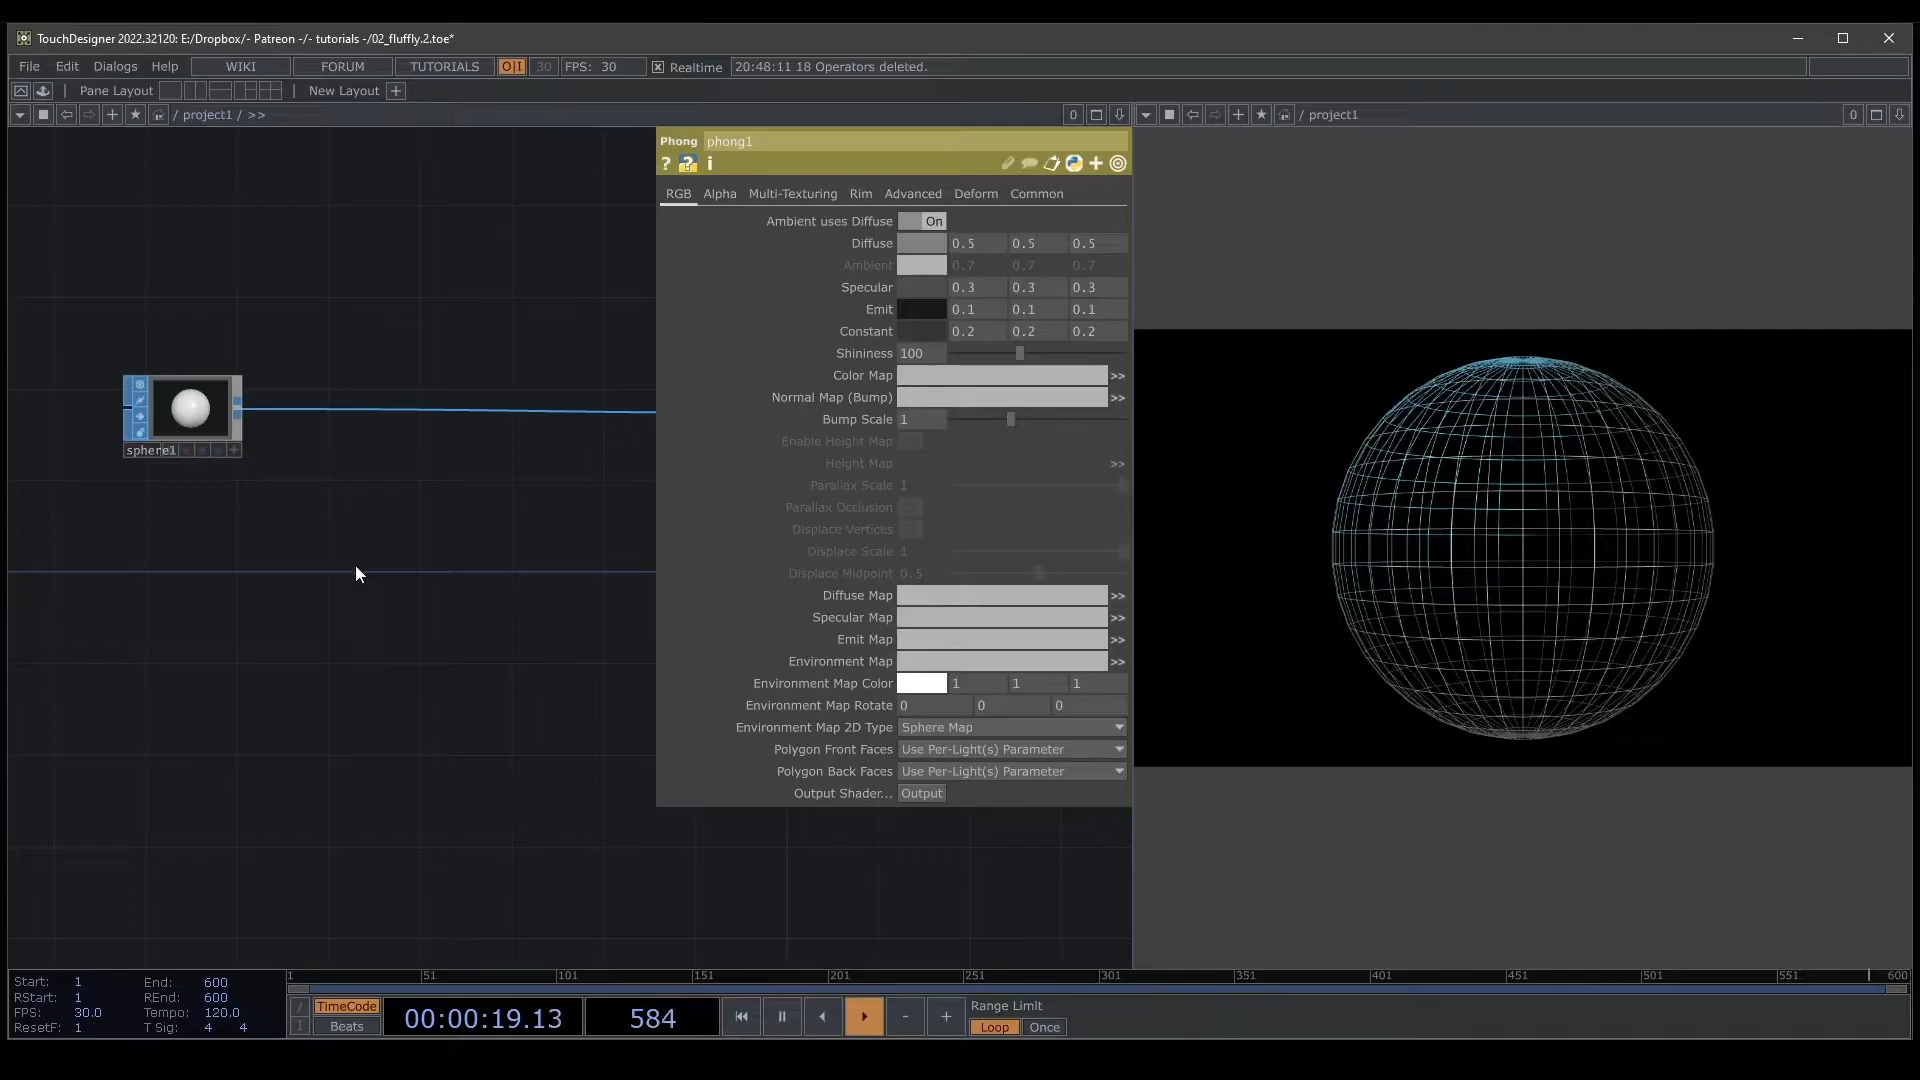 TouchDesigner 2022.32120: E:/Dropbox/- Patreon -/- tutorials -/02_fluffly.2.toe*
File Edit Dialogs Help WIKI FORUM TUTORIALS O|I 30 FPS: 30 Realtime 20:48:11 18 Operators deleted.
Pane Layout New Layout +
/ project1 / >> 0
/ project1 0
Phong phong1
? ? i
RGB Alpha Multi-Texturing Rim Advanced Deform Common
Ambient uses Diffuse On
Diffuse 0.5 0.5 0.5
Ambient 0.7 0.7 0.7
Specular 0.3 0.3 0.3
Emit 0.1 0.1 0.1
Constant 0.2 0.2 0.2
Shininess 100
Color Map >>
Normal Map (Bump) >>
Bump Scale 1
Enable Height Map
Height Map >>
Parallax Scale 1
Parallax Occlusion
Displace Vertices
Displace Scale 1
Displace Midpoint 0.5
Diffuse Map >>
Specular Map >>
Emit Map >>
Environment Map >>
Environment Map Color 1 1 1
Environment Map Rotate 0 0 0
Environment Map 2D Type Sphere Map
Polygon Front Faces Use Per-Light(s) Parameter
Polygon Back Faces Use Per-Light(s) Parameter
Output Shader... Output
sphere1
1 51 101 151 201 251 301 351 401 451 501 551 600
Start: 1 End: 600
RStart: 1 REnd: 600
FPS: 30.0 Tempo: 120.0
ResetF: 1 T Sig: 4 4
/ TimeCode
I Beats
00:00:19.13 584
- +
Range Limit
Loop Once